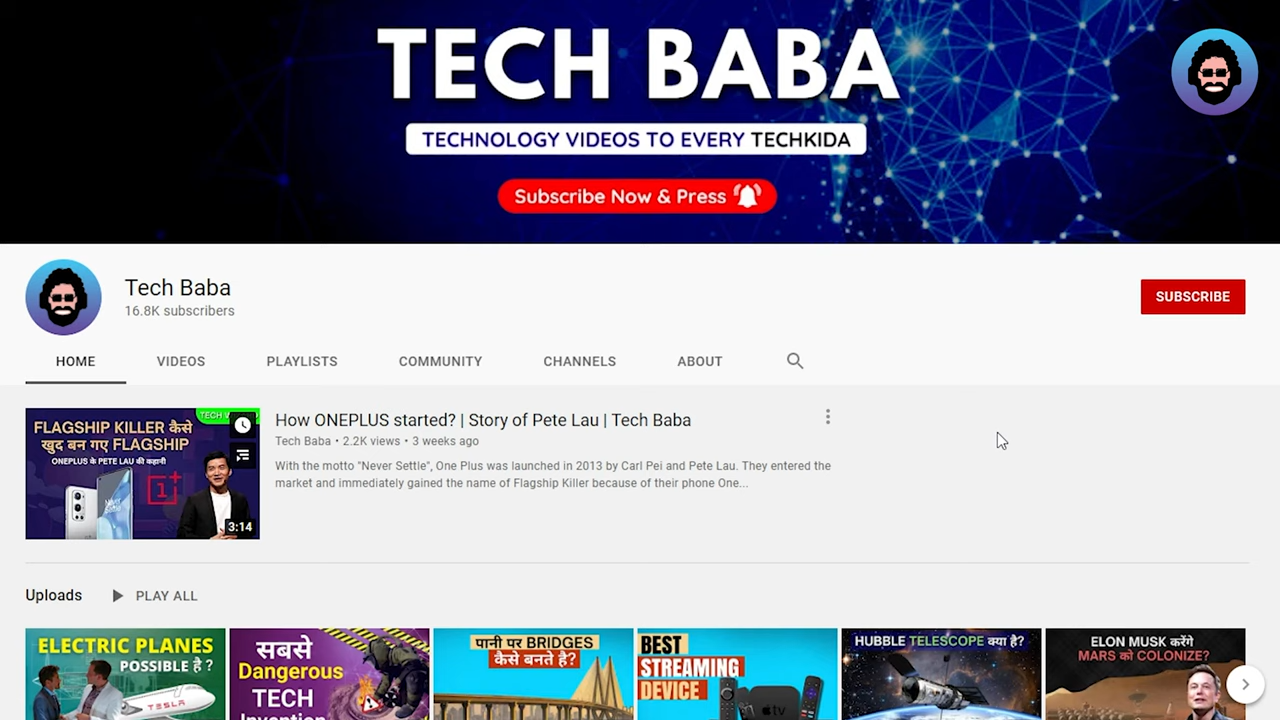 TECH BABA
TECHNOLOGY VIDEOS TO EVERY TECHKIDA
Subscribe Now & Press
Tech Baba
16.8K subscribers
SUBSCRIBE
HOME
VIDEOS
PLAYLISTS
COMMUNITY
CHANNELS
ABOUT
FLAGSHIP KILLER कैसे
खुद बन गए FLAGSHIP
ONEPLUS के PETE LAU की कहानी
3:14
How ONEPLUS started? | Story of Pete Lau | Tech Baba
Tech Baba • 2.2K views • 3 weeks ago
With the motto "Never Settle", One Plus was launched in 2013 by Carl Pei and Pete Lau. They entered the
market and immediately gained the name of Flagship Killer because of their phone One...
Uploads
PLAY ALL
ELECTRIC PLANES
POSSIBLE है ?
TESLA
सबसे
Dangerous
TECH
पानी पर BRIDGES
कैसे बनते है?
BEST
STREAMING
DEVICE
tv
HUBBLE TELESCOPE क्या है?
ELON MUSK करेंगे
MARS को COLONIZE?